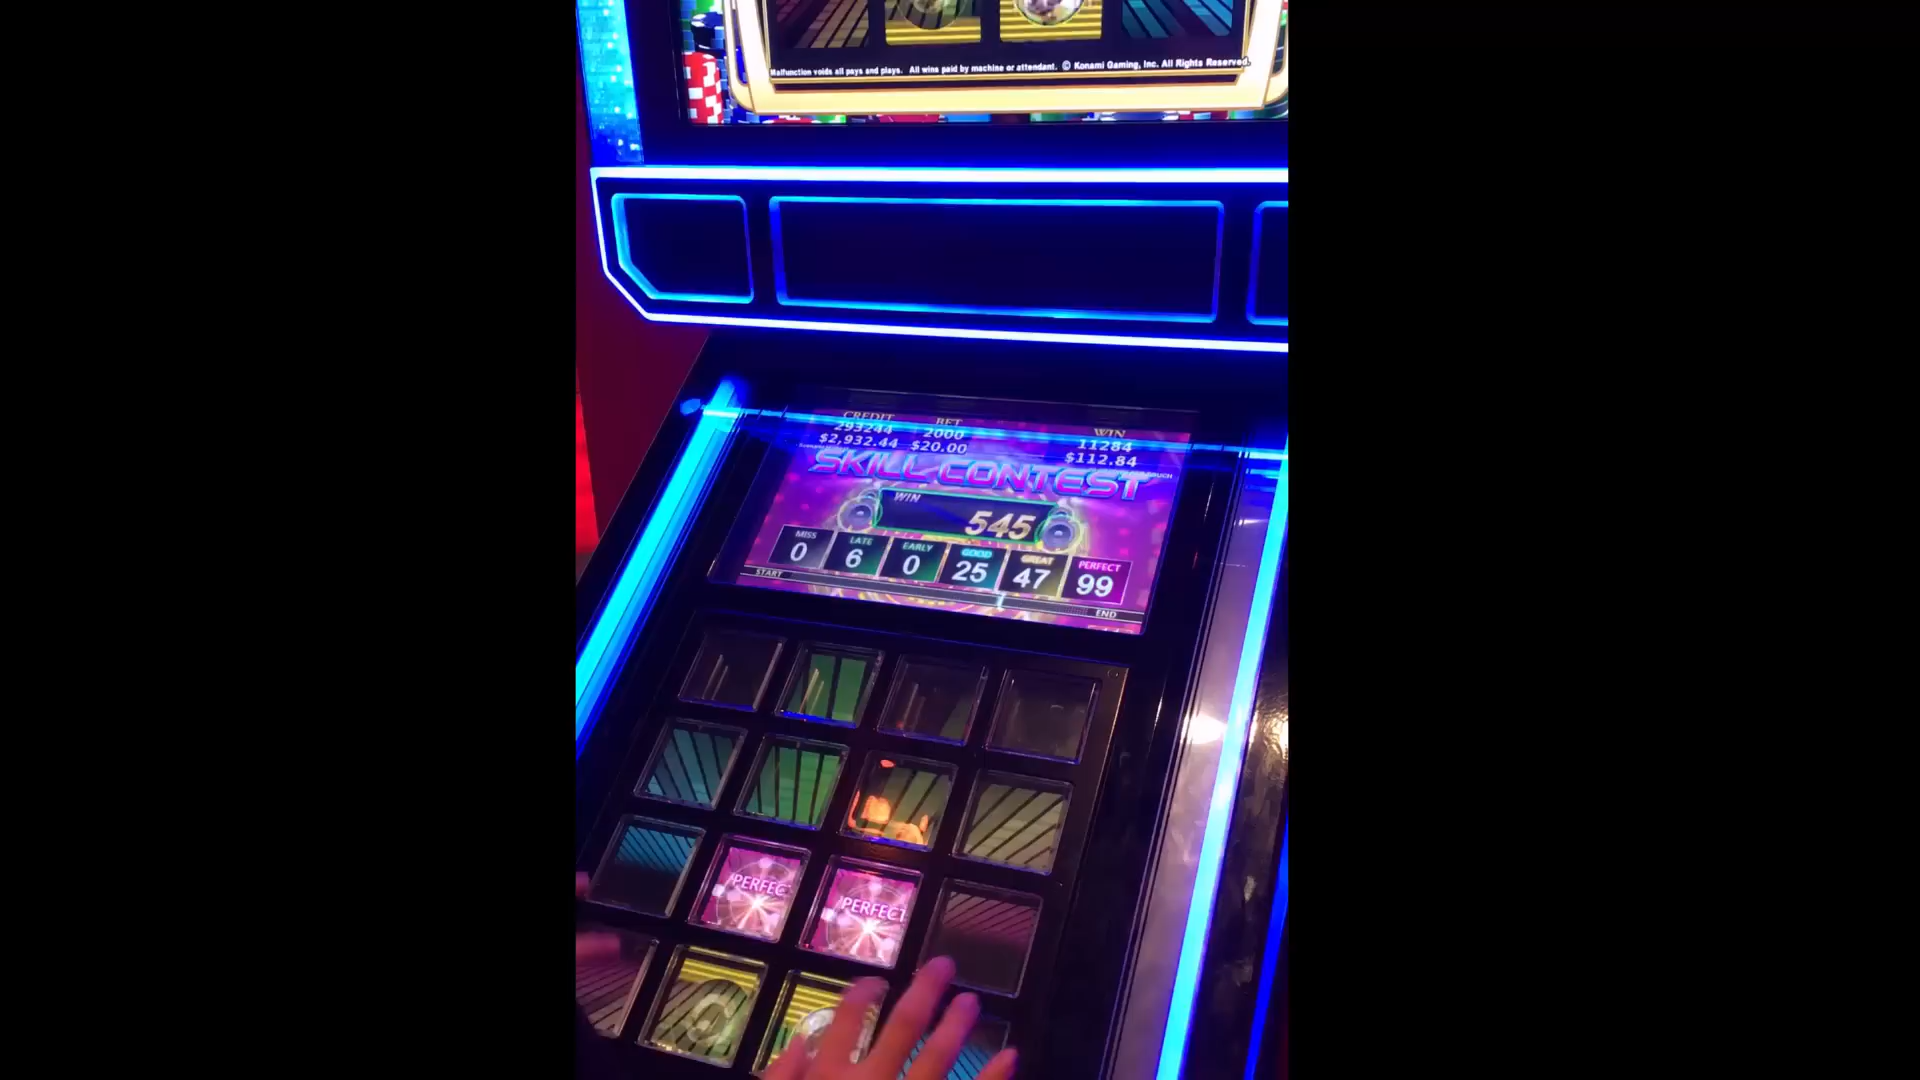 Malfunction voids all pays and plays. All wins paid by machine or attendant. © Konami Gaming, Inc. All Rights Reserved.
CREDIT BET WIN
293244 2000 11284
$2,932.44 $20.00 $112.84
SKILL CONTEST
WIN
545
MISS LATE EARLY GOOD GREAT PERFECT
0 6 0 25 47 99
START
END
PERFEC
PERFECT